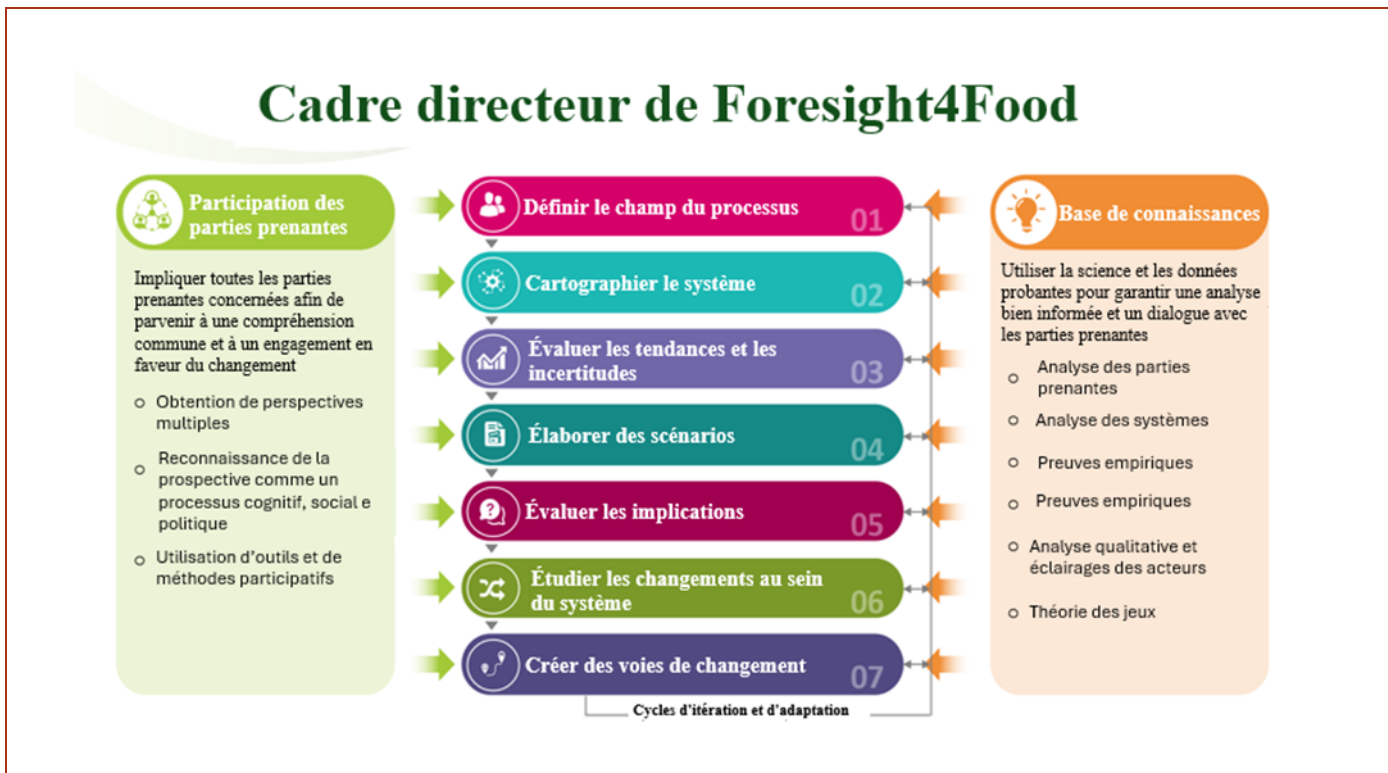 Cadre directeur de Foresight4Food
Participation des
parties prenantes
Impliquer toutes les parties
prenantes concernées afin de
parvenir à une compréhension
commune et à un engagement en
faveur du changement
o Obtention de perspectives
multiples
o Reconnaissance de la
prospective comme un
processus cognitif, social e
politique
o Utilisation d'outils et de
méthodes participatifs
Définir le champ du processus 01
Cartographier le système 02
Évaluer les tendances et les
incertitudes 03
Élaborer des scénarios 04
Évaluer les implications 05
Étudier les changements au sein
du système 06
Créer des voies de changement 07
Cycles d'itération et d'adaptation
Base de connaissances
Utiliser la science et les données
probantes pour garantir une analyse
bien informée et un dialogue avec
les parties prenantes
o Analyse des parties
prenantes
o Analyse des systèmes
o Preuves empiriques
o Preuves empiriques
o Analyse qualitative et
éclairages des acteurs
o Théorie des jeux